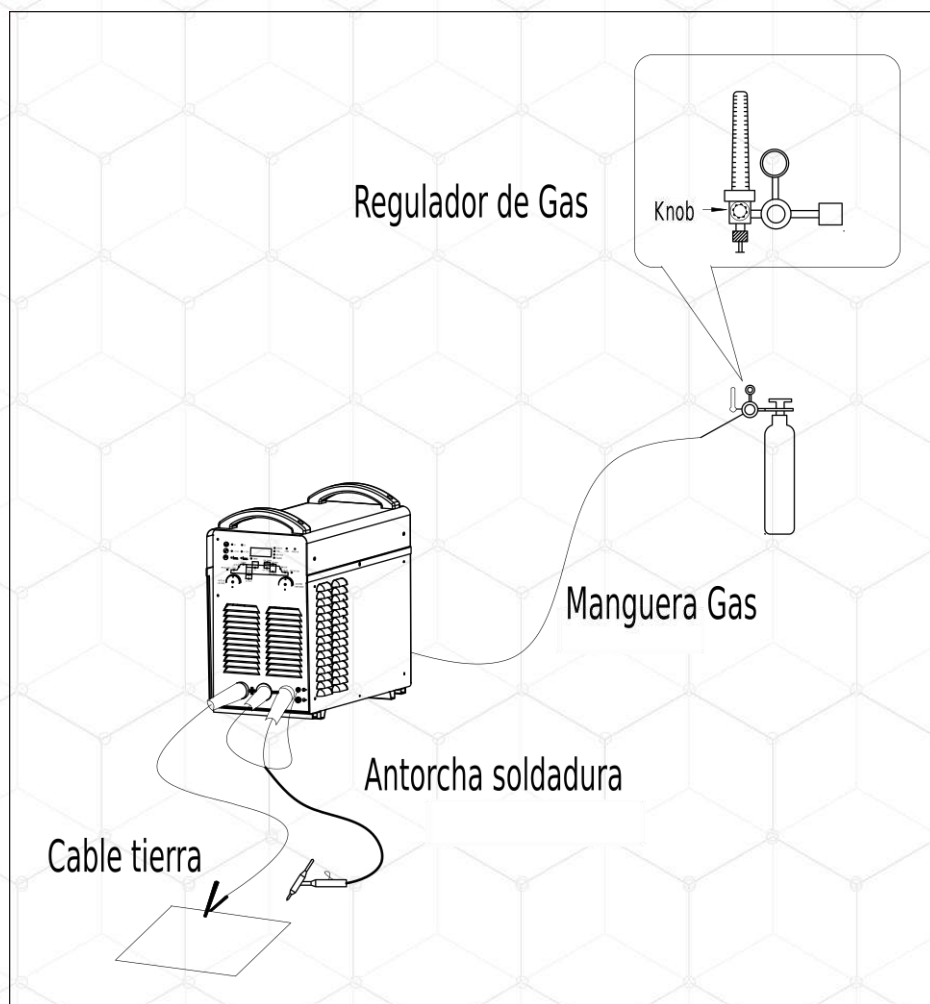 Regulador de Gas
Knob
Manguera Gas
Antorcha soldadura
Cable tierra